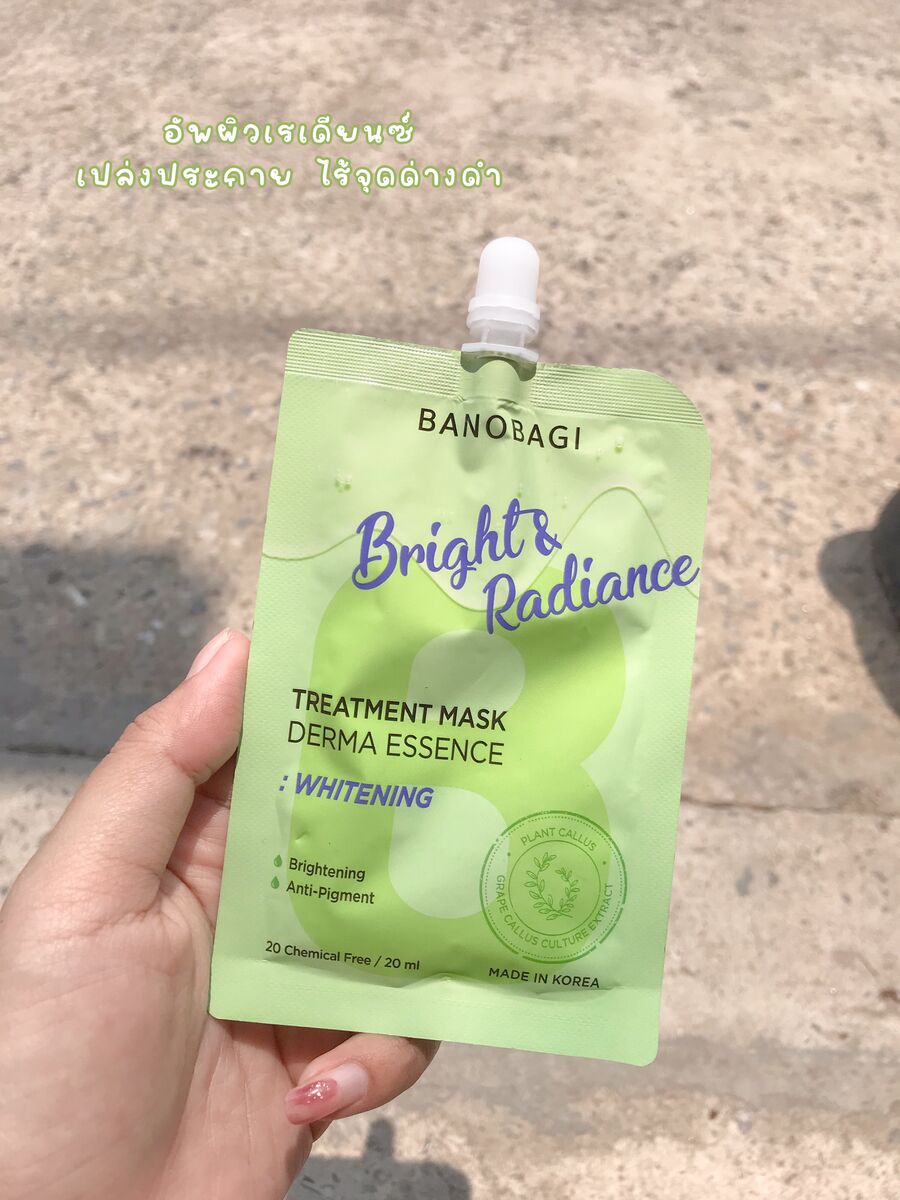 อัพผิวเรเดียนซ์
เปล่งประกาย ไร้จุดด่างดำ
BANOBAGI
Bright &
Radiance
TREATMENT MASK
DERMA ESSENCE
: WHITENING
Brightening
Anti-Pigment
PLANT CALLUS
GRAPE CALLUS CULTURE EXTRACT
20 Chemical Free / 20 ml
MADE IN KOREA